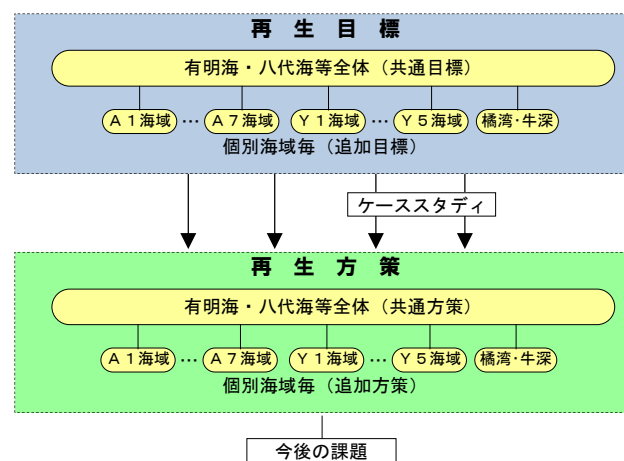 再生目標
有明海・八代海等全体（共通目標）
Ａ１海域 … Ａ７海域 Ｙ１海域 … Ｙ５海域 橘湾・牛深
個別海域毎（追加目標）
ケーススタディ
再生方策
有明海・八代海等全体（共通方策）
Ａ１海域 … Ａ７海域 Ｙ１海域 … Ｙ５海域 橘湾・牛深
個別海域毎（追加方策）
今後の課題